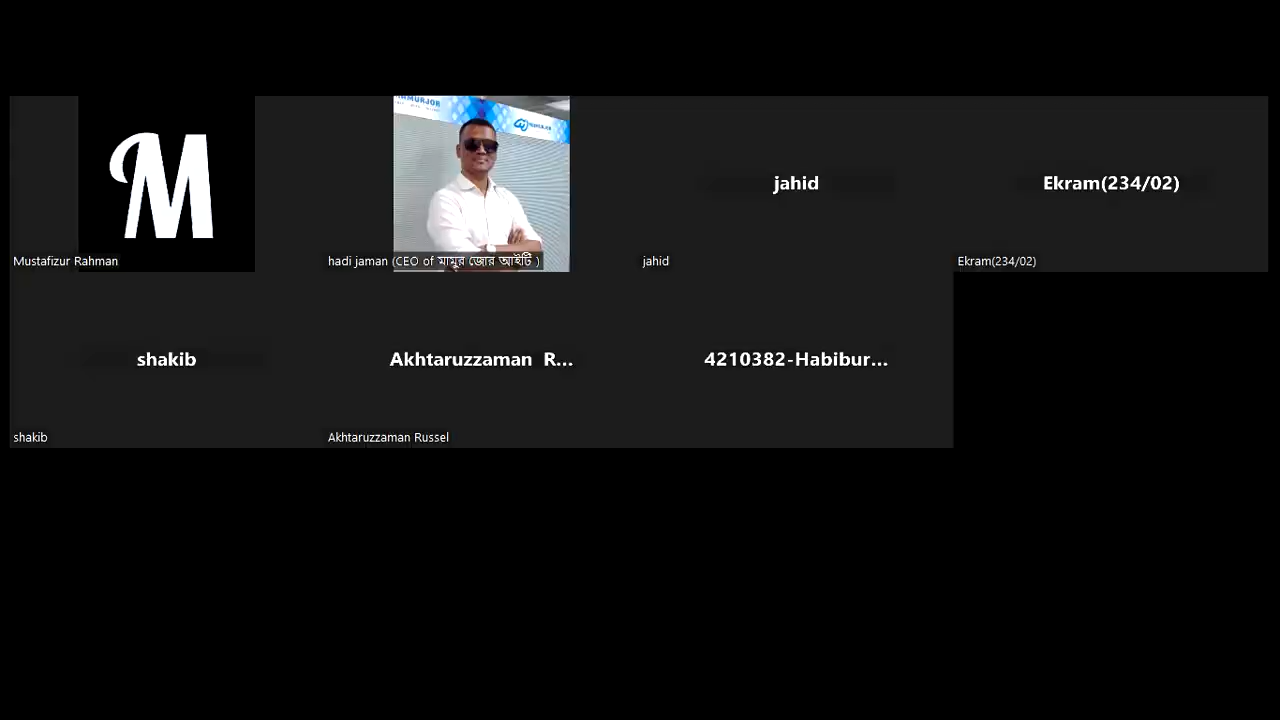 M
Mustafizur Rahman
hadi jaman (CEO of মামুর জোর আইটি )
jahid
jahid
Ekram(234/02)
Ekram(234/02)
shakib
shakib
Akhtaruzzaman R...
Akhtaruzzaman Russel
4210382-Habibur...